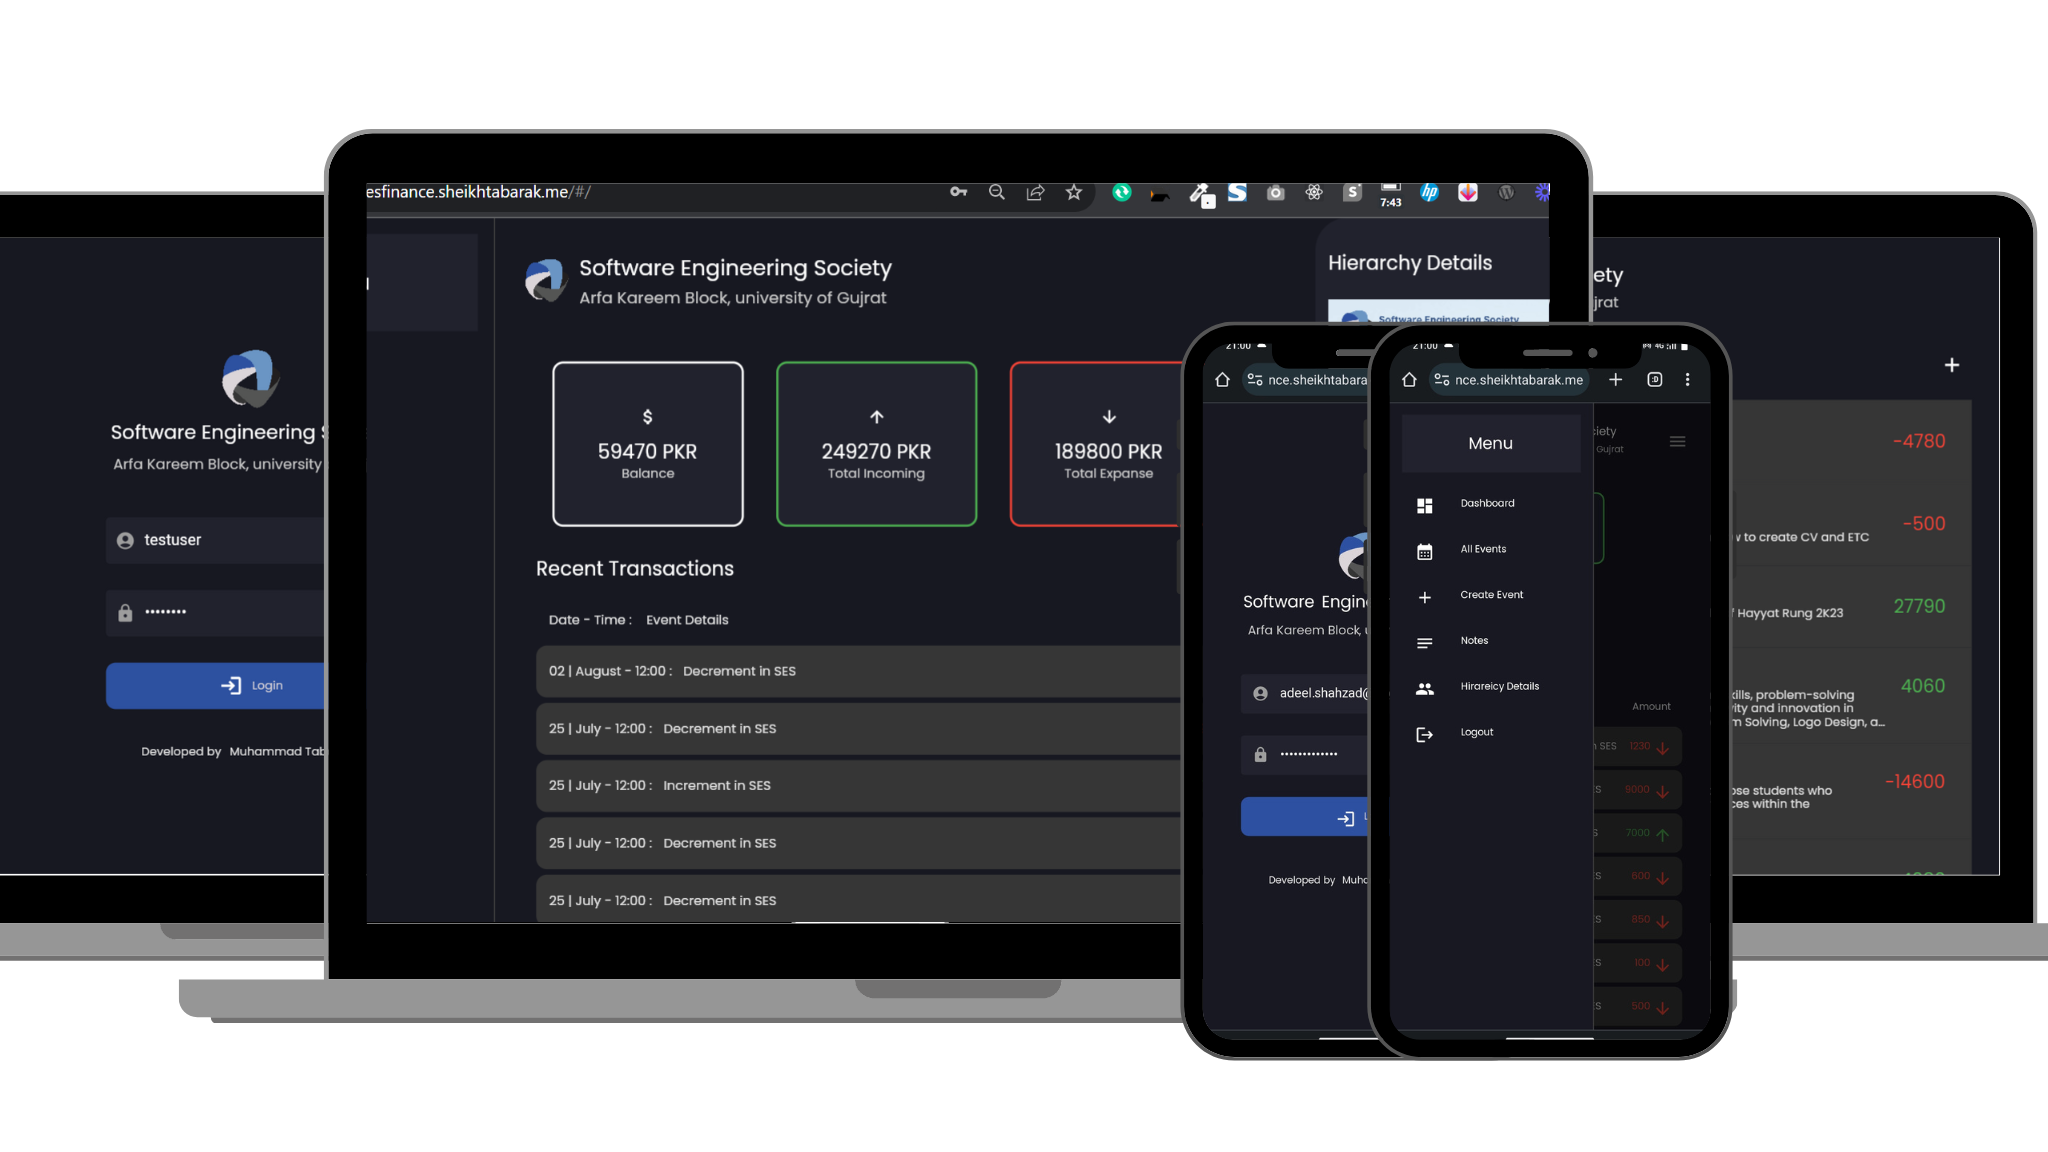 Software Engineering
Arfa Kareem Block, university
testuser
Login
Developed by Muhammad Tab
esfinance.sheikhtabarak.me/#/
7:43
Software Engineering Society
Arfa Kareem Block, university of Gujrat
$
59470 PKR
Balance
249270 PKR
Total Incoming
189800 PKR
Total Expanse
Recent Transactions
Date - Time : Event Details
02 | August - 12:00 : Decrement in SES
25 | July - 12:00 : Decrement in SES
25 | July - 12:00 : Increment in SES
25 | July - 12:00 : Decrement in SES
25 | July - 12:00 : Decrement in SES
Hierarchy Details
Software Engineering Society
21:00
nce.sheikhtabara
Software Engin
Arfa Kareem Block, u
adeel.shahzad@
Developed by Muha
21:00
4G
nce.sheikhtabarak.me
:D
Menu
Dashboard
All Events
Create Event
Notes
Hirareicy Details
Logout
ciety
Gujrat
Amount
SES 1230
9000
7000
600
850
100
500
ety
jrat
+
-4780
-500
to create CV and ETC
27790
Hayyat Rung 2K23
4060
kills, problem-solving
ity and innovation in
m Solving, Logo Design, a...
-14600
ose students who
ces within the